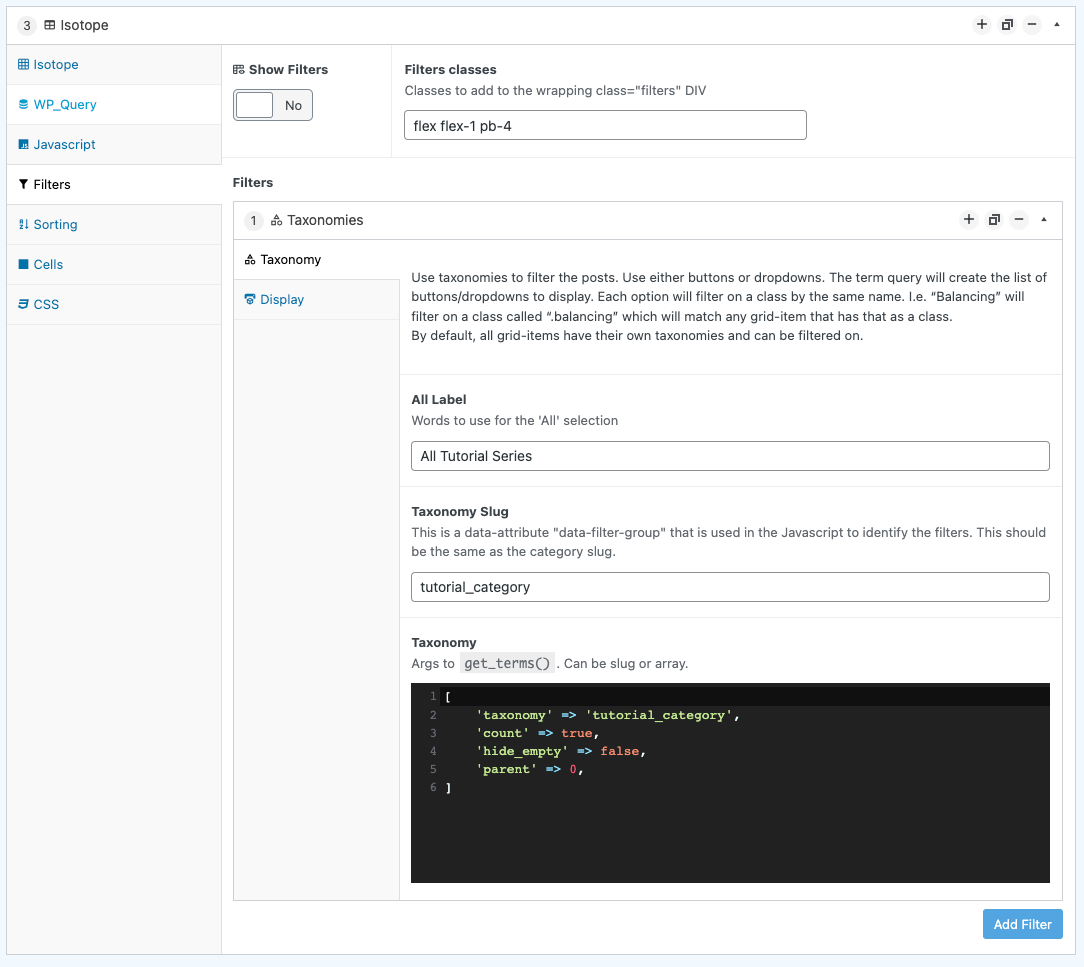 3 Isotope
Isotope
WP_Query
Javascript
Filters
Sorting
Cells
CSS
Show Filters
No
Filters classes
Classes to add to the wrapping class="filters" DIV
flex flex-1 pb-4
Filters
1 Taxonomies
Taxonomy
Display
Use taxonomies to filter the posts. Use either buttons or dropdowns. The term query will create the list of
buttons/dropdowns to display. Each option will filter on a class by the same name. I.e. “Balancing” will
filter on a class called “.balancing” which will match any grid-item that has that as a class.
By default, all grid-items have their own taxonomies and can be filtered on.
All Label
Words to use for the 'All' selection
All Tutorial Series
Taxonomy Slug
This is a data-attribute "data-filter-group" that is used in the Javascript to identify the filters. This should
be the same as the category slug.
tutorial_category
Taxonomy
Args to get_terms() . Can be slug or array.
1 [
2 'taxonomy' => 'tutorial_category',
3 'count' => true,
4 'hide_empty' => false,
5 'parent' => 0,
6 ]
Add Filter